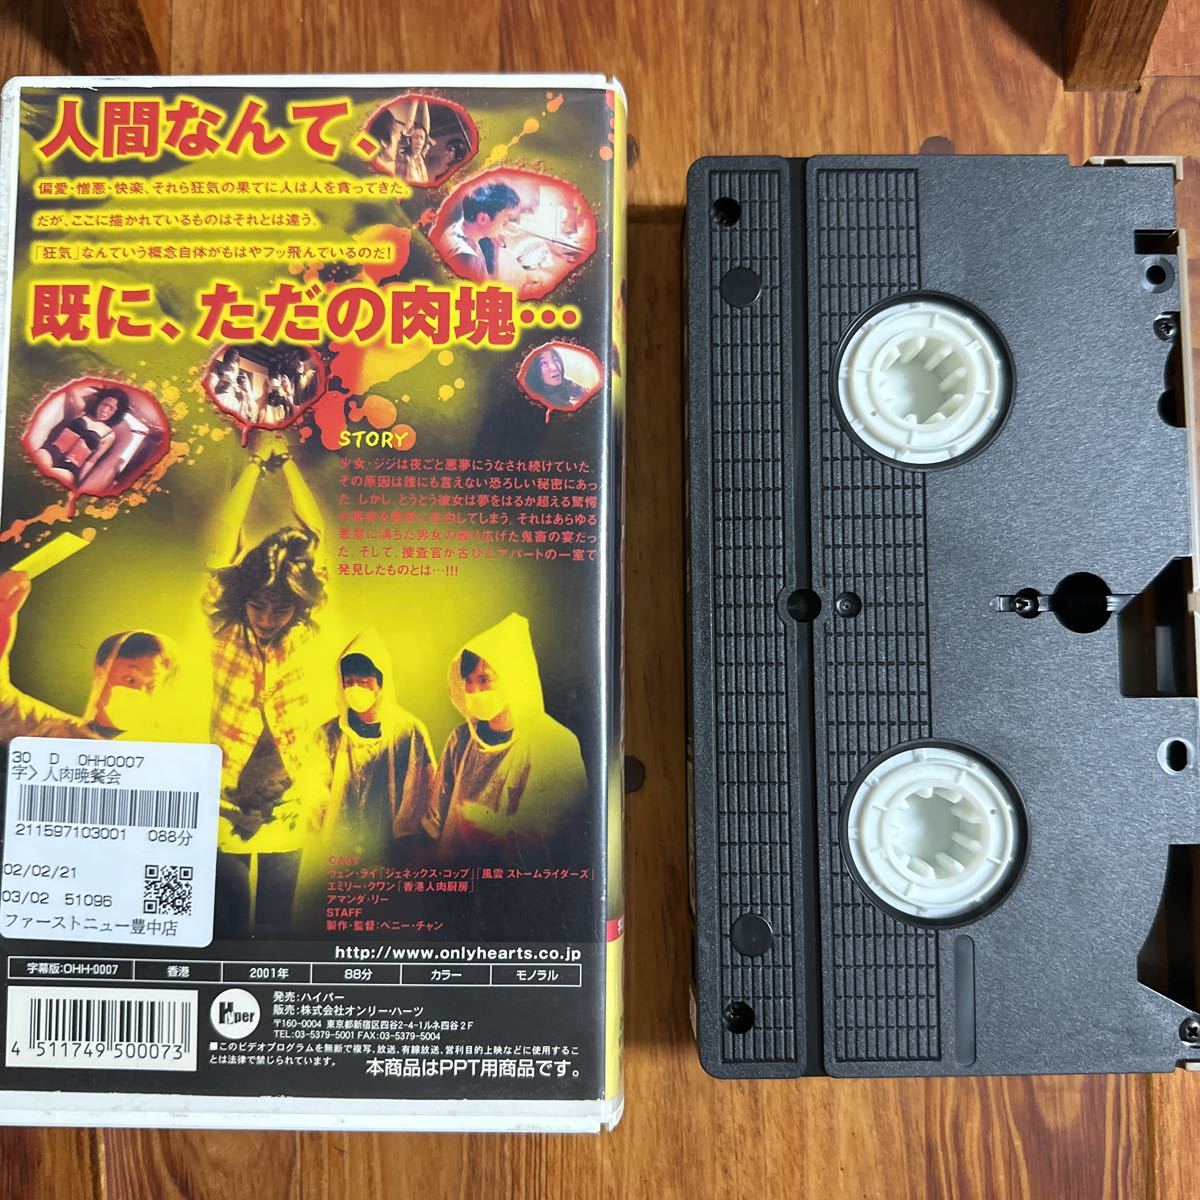 人間なんて、
偏愛・憎悪・快楽、それら狂気の果てに人は人を貪ってきた。
だが、ここに描かれているものはそれとは違う。
「狂気」なんていう概念自体がもはやフッ飛んでいるのだ!
既に、ただの肉塊…
STORY
少女・ジジは夜ごと悪夢にうなされ続けていた。
その原因は誰にも言えない恐ろしい秘密にあっ
た。しかし、とうとう彼女は夢をはるか超える驚愕
の事実を警察に告白してしまう。それはあらゆる
悪意に満ちた男女の繰り広げた鬼畜の宴だっ
た。そして、捜査官が古びたアパートの一室で
発見したものとは…!!!
30 D OHH0007
字> 人肉晩餐会
211597103001 088分
02/02/21
03/02 51096
ファーストニュー豊中店
CAST
ウェン・ライ「ジェネックス・コップ」「風雲 ストームライダーズ」
エミリー・クワン「香港人肉厨房」
アマンダ・リー
STAFF
製作・監督:ベニー・チャン
http://www.onlyhearts.co.jp
字幕版:OHH-0007 香港 2001年 88分 カラー モノラル
4 511749 500073
Hyper
発売:ハイパー
販売:株式会社オンリー・ハーツ
〒160-0004 東京都新宿区四谷2-4-1ルネ四谷2F
TEL:03-5379-5001 FAX:03-5379-5004
■このビデオプログラムを無断で複写、放送、有線放送、営利目的上映などに使用するこ
とは法律で禁じられています。
本商品はPPT用商品です。